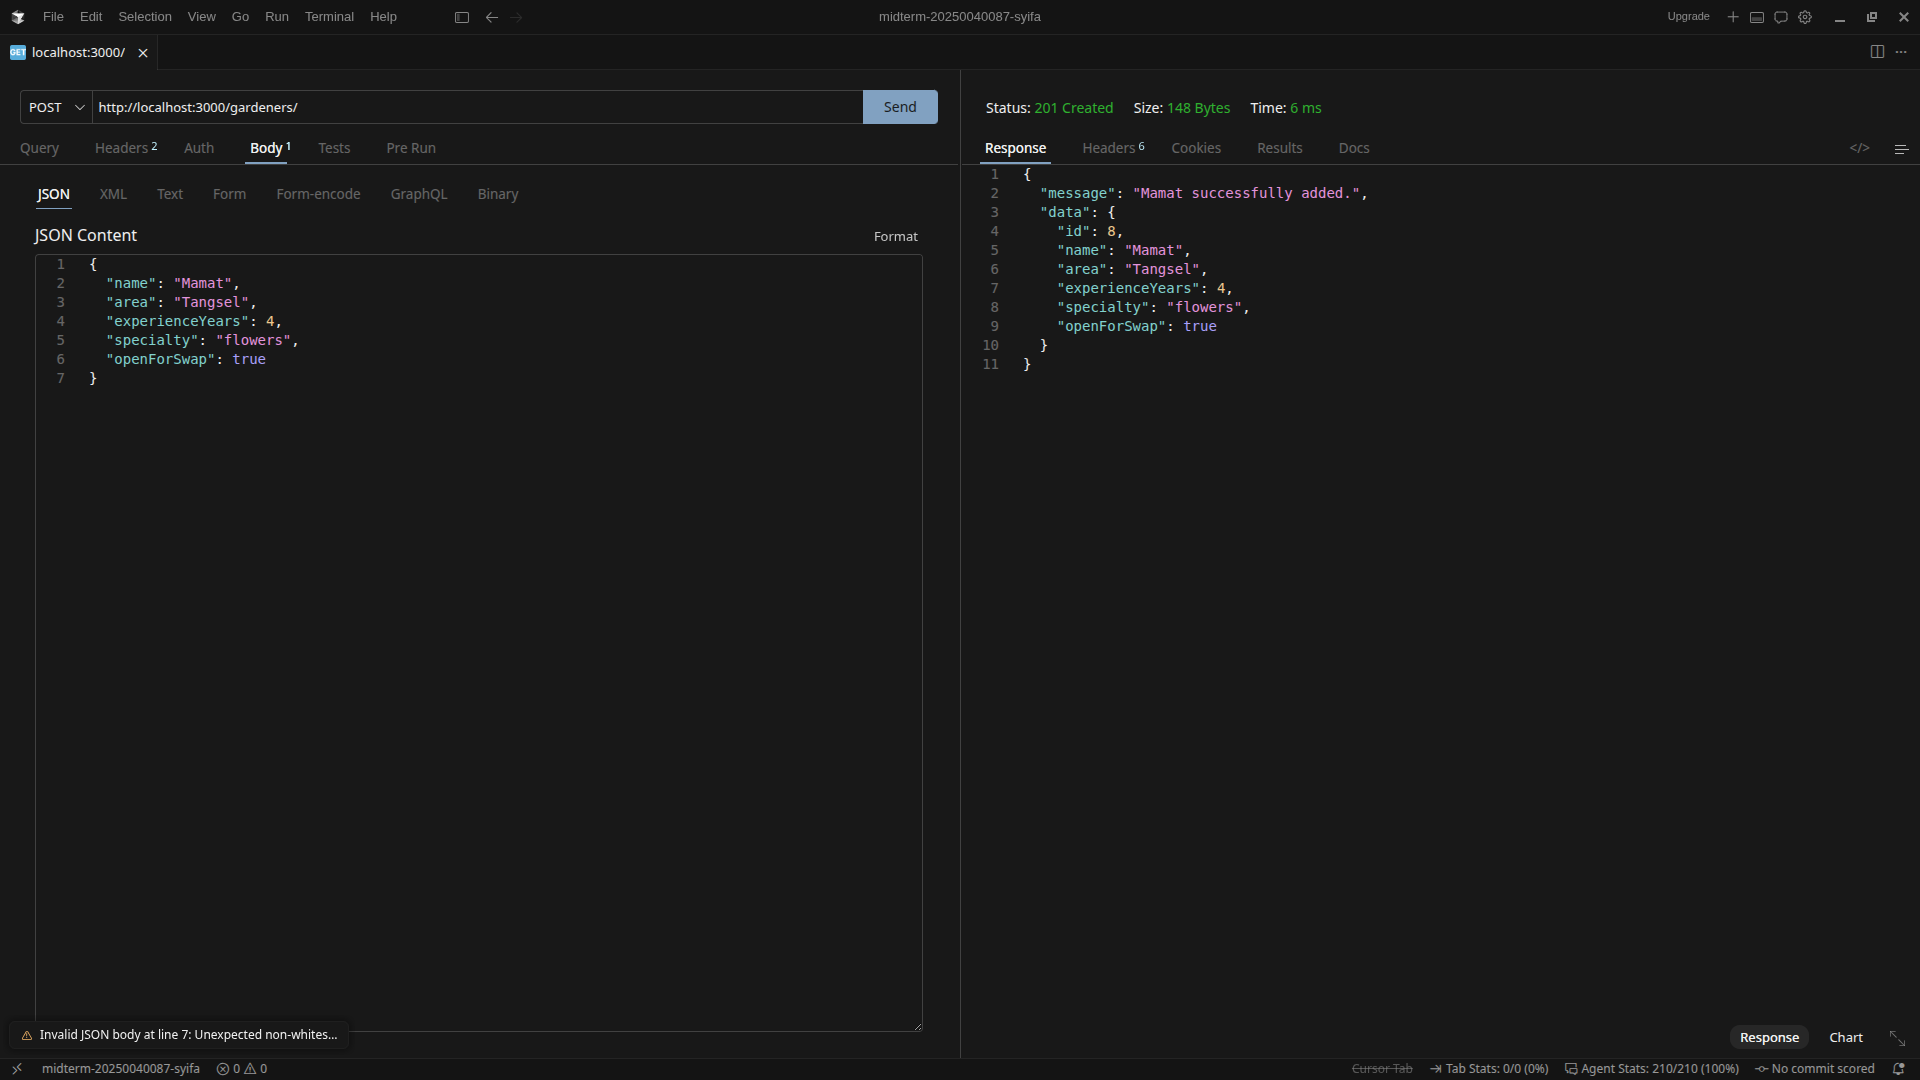 File Edit Selection View Go Run Terminal Help
midterm-20250040087-syifa
Upgrade
GET localhost:3000/
POST http://localhost:3000/gardeners/ Send
Query Headers 2 Auth Body 1 Tests Pre Run
JSON XML Text Form Form-encode GraphQL Binary
JSON Content
Format
1 {
2 "name": "Mamat",
3 "area": "Tangsel",
4 "experienceYears": 4,
5 "specialty": "flowers",
6 "openForSwap": true
7 }
Status: 201 Created Size: 148 Bytes Time: 6 ms
Response Headers 6 Cookies Results Docs </>
1 {
2 "message": "Mamat successfully added.",
3 "data": {
4 "id": 8,
5 "name": "Mamat",
6 "area": "Tangsel",
7 "experienceYears": 4,
8 "specialty": "flowers",
9 "openForSwap": true
10 }
11 }
Invalid JSON body at line 7: Unexpected non-whites...
Response Chart
midterm-20250040087-syifa 0 0
Cursor Tab Tab Stats: 0/0 (0%) Agent Stats: 210/210 (100%) No commit scored